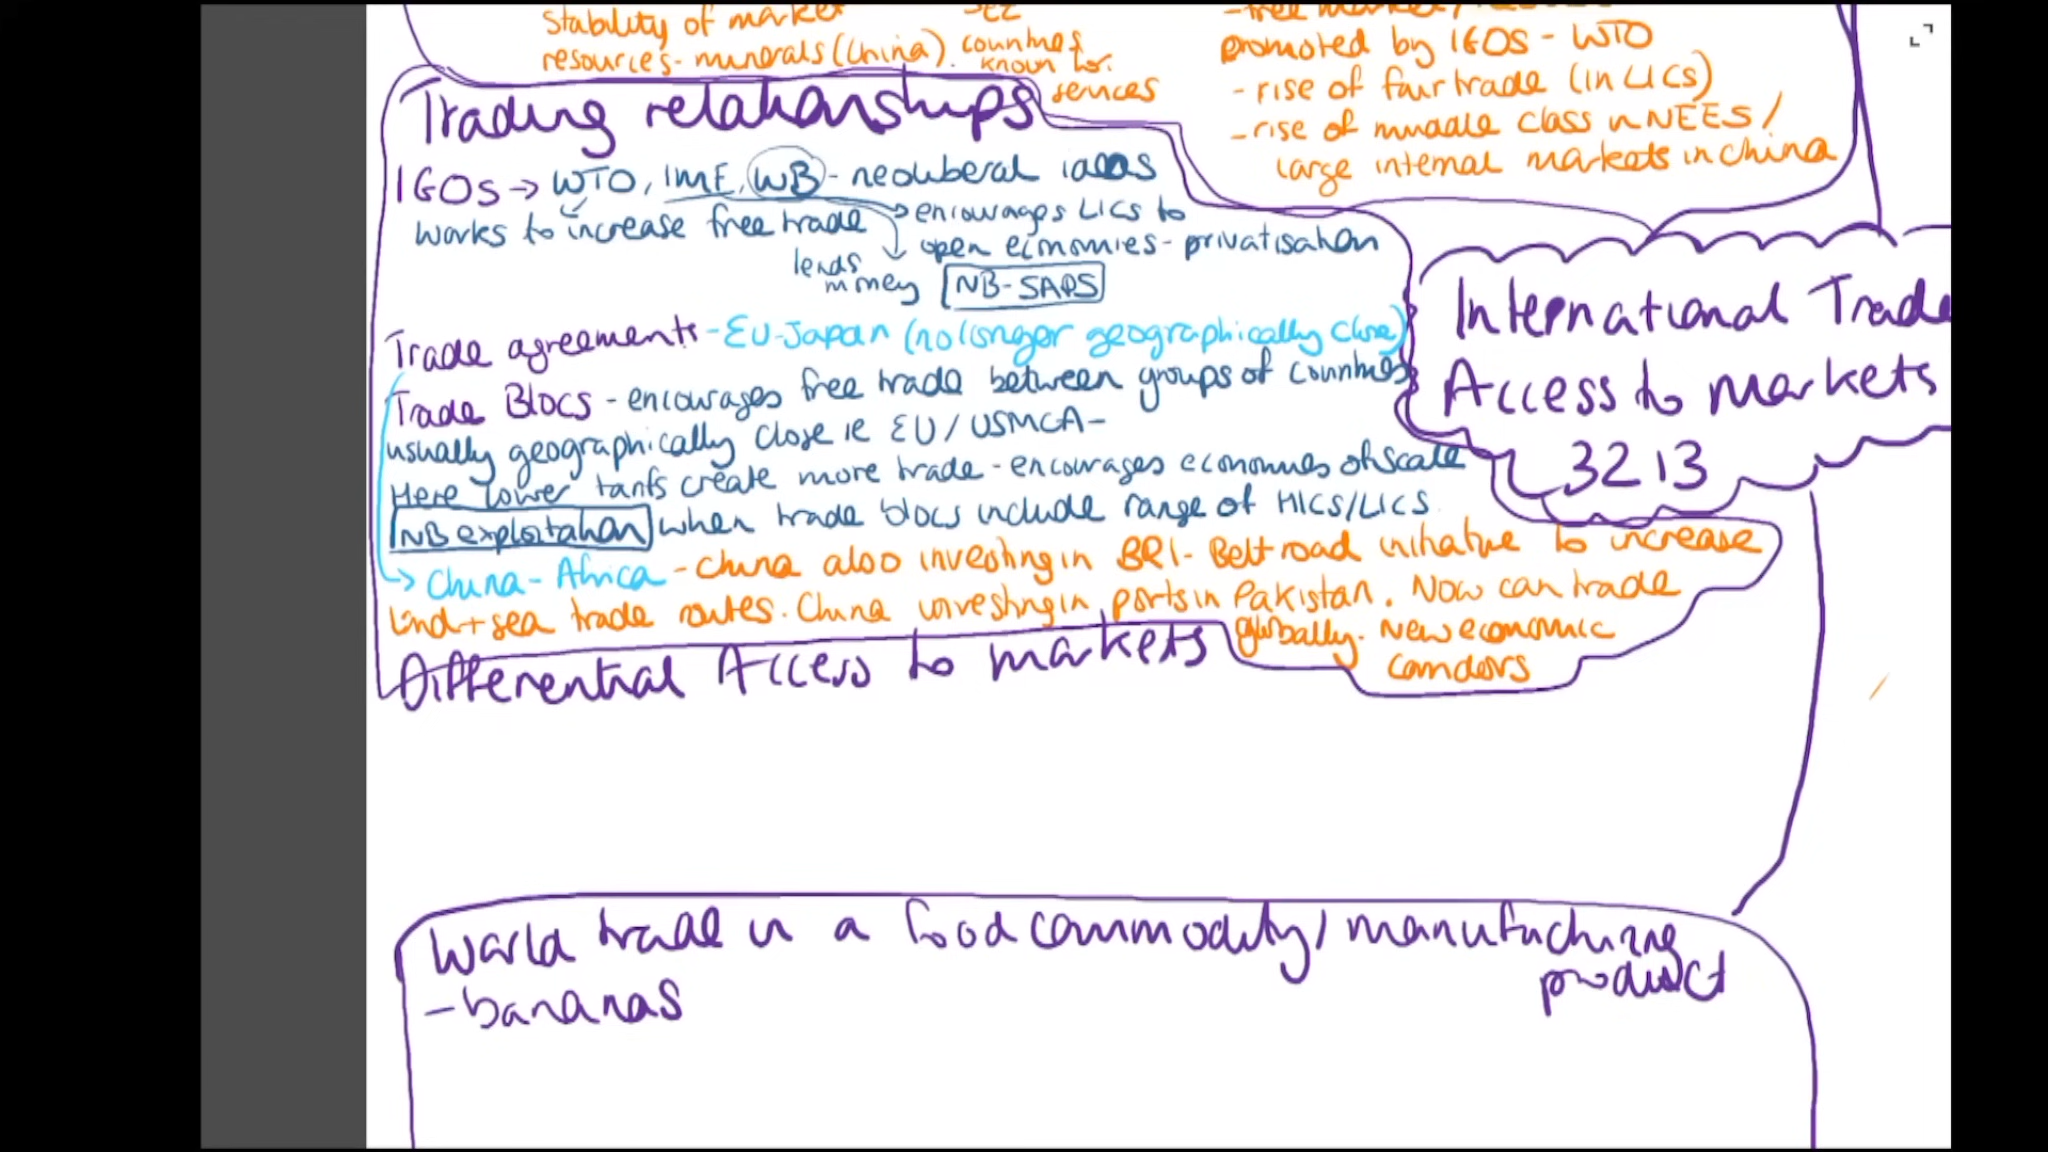 stability of market
resources-minerals (China). countries
known for.
services
promoted by IGOS - WTO
- rise of fair trade (in LICs)
- rise of middle class in NEES /
large internal markets in China
Trading relationships
IGOS → WTO, IMF, WB - neoliberal ideas
works to increase free trade
encourages LICs to
open economies - privatisation
lends
money
NB-SAPS
Trade agreements - EU-Japan (no longer geographically close)
Trade Blocs - encourages free trade between groups of countries
usually geographically close ie EU/USMCA -
Here lower tarifs create more trade - encourages economies of scale
NB exploitation when trade blocs include range of HICS/LICS.
→ China - Africa - China also investing in BRI - Belt road initiative to increase
land + sea trade routes. China investing in ports in Pakistan. Now can trade
globally. New economic
corridors
International Trade
Access to markets
3213
Differential Access to markets
World trade in a food commodity / manufacturing
product
- bananas